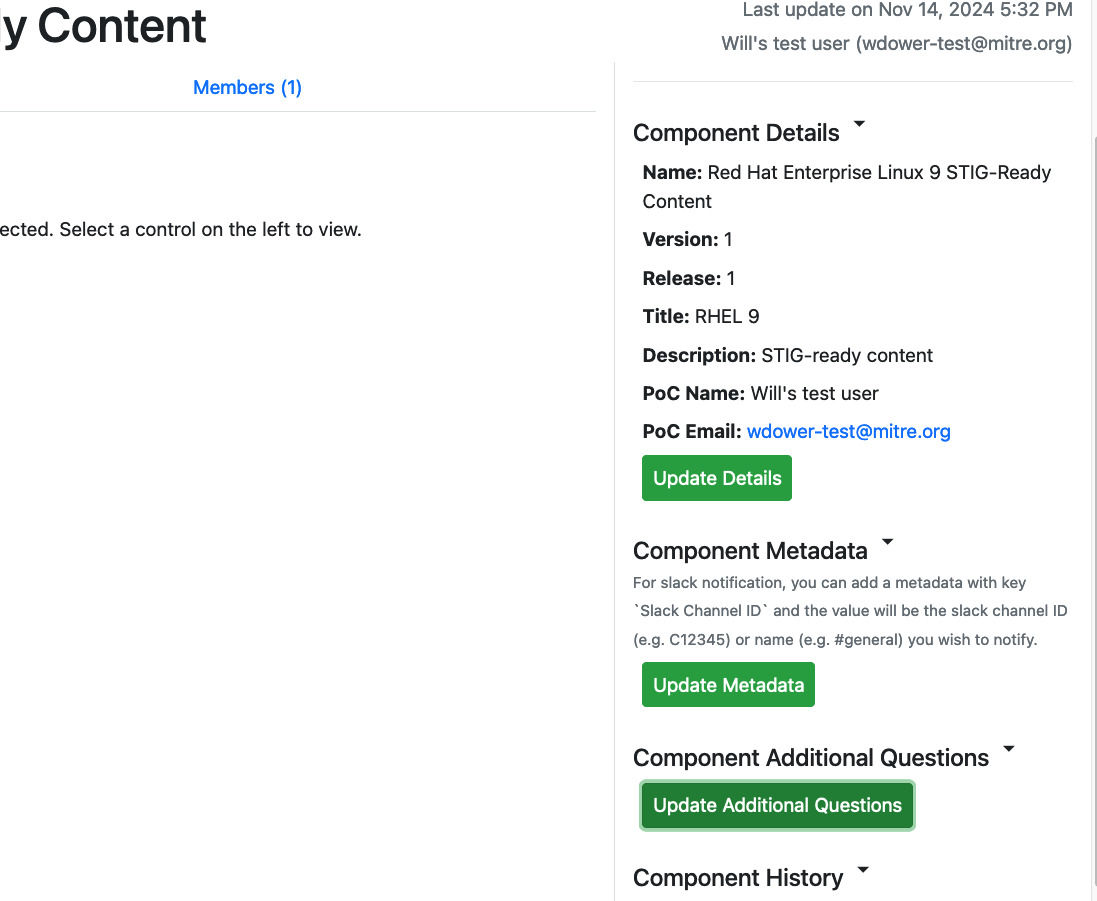 y Content
Last update on Nov 14, 2024 5:32 PM
Will's test user (wdower-test@mitre.org)
Members (1)
ected. Select a control on the left to view.
Component Details
Name: Red Hat Enterprise Linux 9 STIG-Ready
Content
Version: 1
Release: 1
Title: RHEL 9
Description: STIG-ready content
PoC Name: Will's test user
PoC Email: wdower-test@mitre.org
Update Details
Component Metadata
For slack notification, you can add a metadata with key
`Slack Channel ID` and the value will be the slack channel ID
(e.g. C12345) or name (e.g. #general) you wish to notify.
Update Metadata
Component Additional Questions
Update Additional Questions
Component History